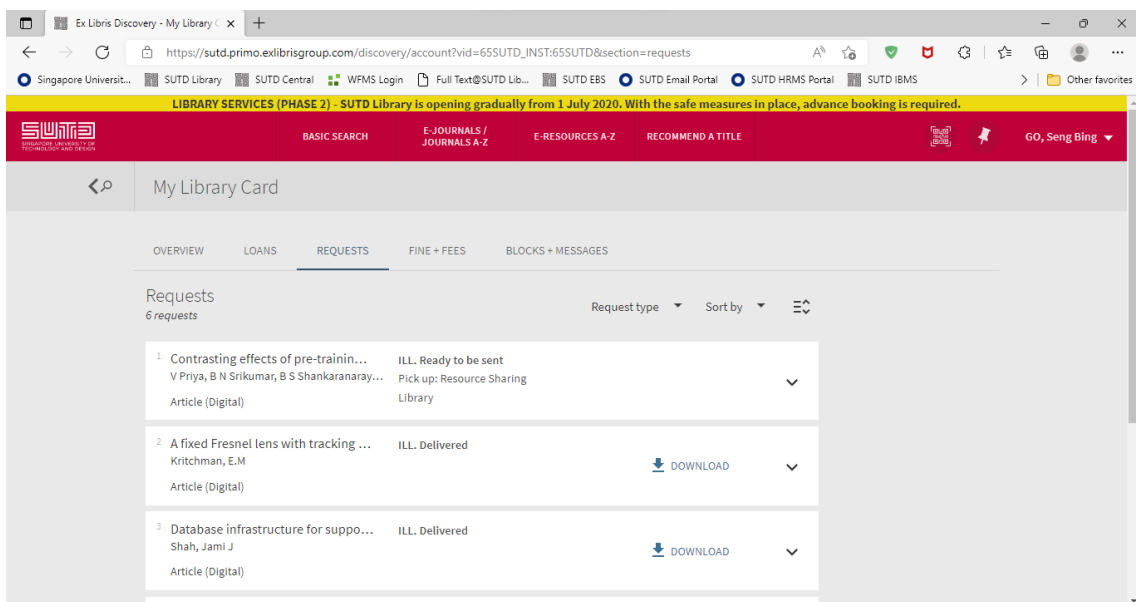 Ex Libris Discovery - My Library C
https://sutd.primo.exlibrisgroup.com/discovery/account?vid=65SUTD_INST:65SUTD&section=requests
Singapore Universit... SUTD Library SUTD Central WFMS Login Full Text@SUTD Lib... SUTD EBS SUTD Email Portal SUTD HRMS Portal SUTD IBMS Other favorites
LIBRARY SERVICES (PHASE 2) - SUTD Library is opening gradually from 1 July 2020. With the safe measures in place, advance booking is required.
SUTD
SINGAPORE UNIVERSITY OF
TECHNOLOGY AND DESIGN
BASIC SEARCH
E-JOURNALS /
JOURNALS A-Z
E-RESOURCES A-Z
RECOMMEND A TITLE
GO, Seng Bing
My Library Card
OVERVIEW LOANS REQUESTS FINE + FEES BLOCKS + MESSAGES
Requests
6 requests
Request type Sort by
1 Contrasting effects of pre-trainin...
V Priya, B N Srikumar, B S Shankaranaray...
Article (Digital)
ILL. Ready to be sent
Pick up: Resource Sharing
Library
2 A fixed Fresnel lens with tracking ...
Kritchman, E.M
Article (Digital)
ILL. Delivered
DOWNLOAD
3 Database infrastructure for suppo...
Shah, Jami J
Article (Digital)
ILL. Delivered
DOWNLOAD